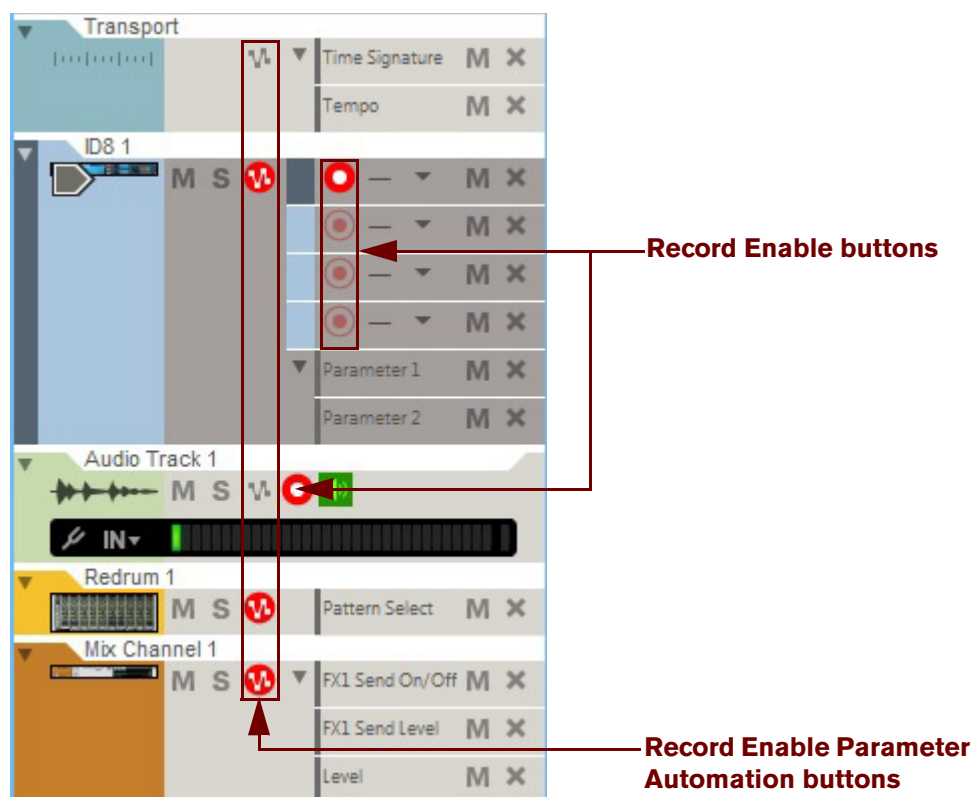 Transport
Time Signature M ×
Tempo M ×
ID8 1
M S — M ×
— M ×
— M ×
— M ×
Parameter 1 M ×
Parameter 2 M ×
Record Enable buttons
Audio Track 1
M S
IN
Redrum 1
M S Pattern Select M ×
Mix Channel 1
M S FX1 Send On/Off M ×
FX1 Send Level M ×
Level M ×
Record Enable Parameter
Automation buttons